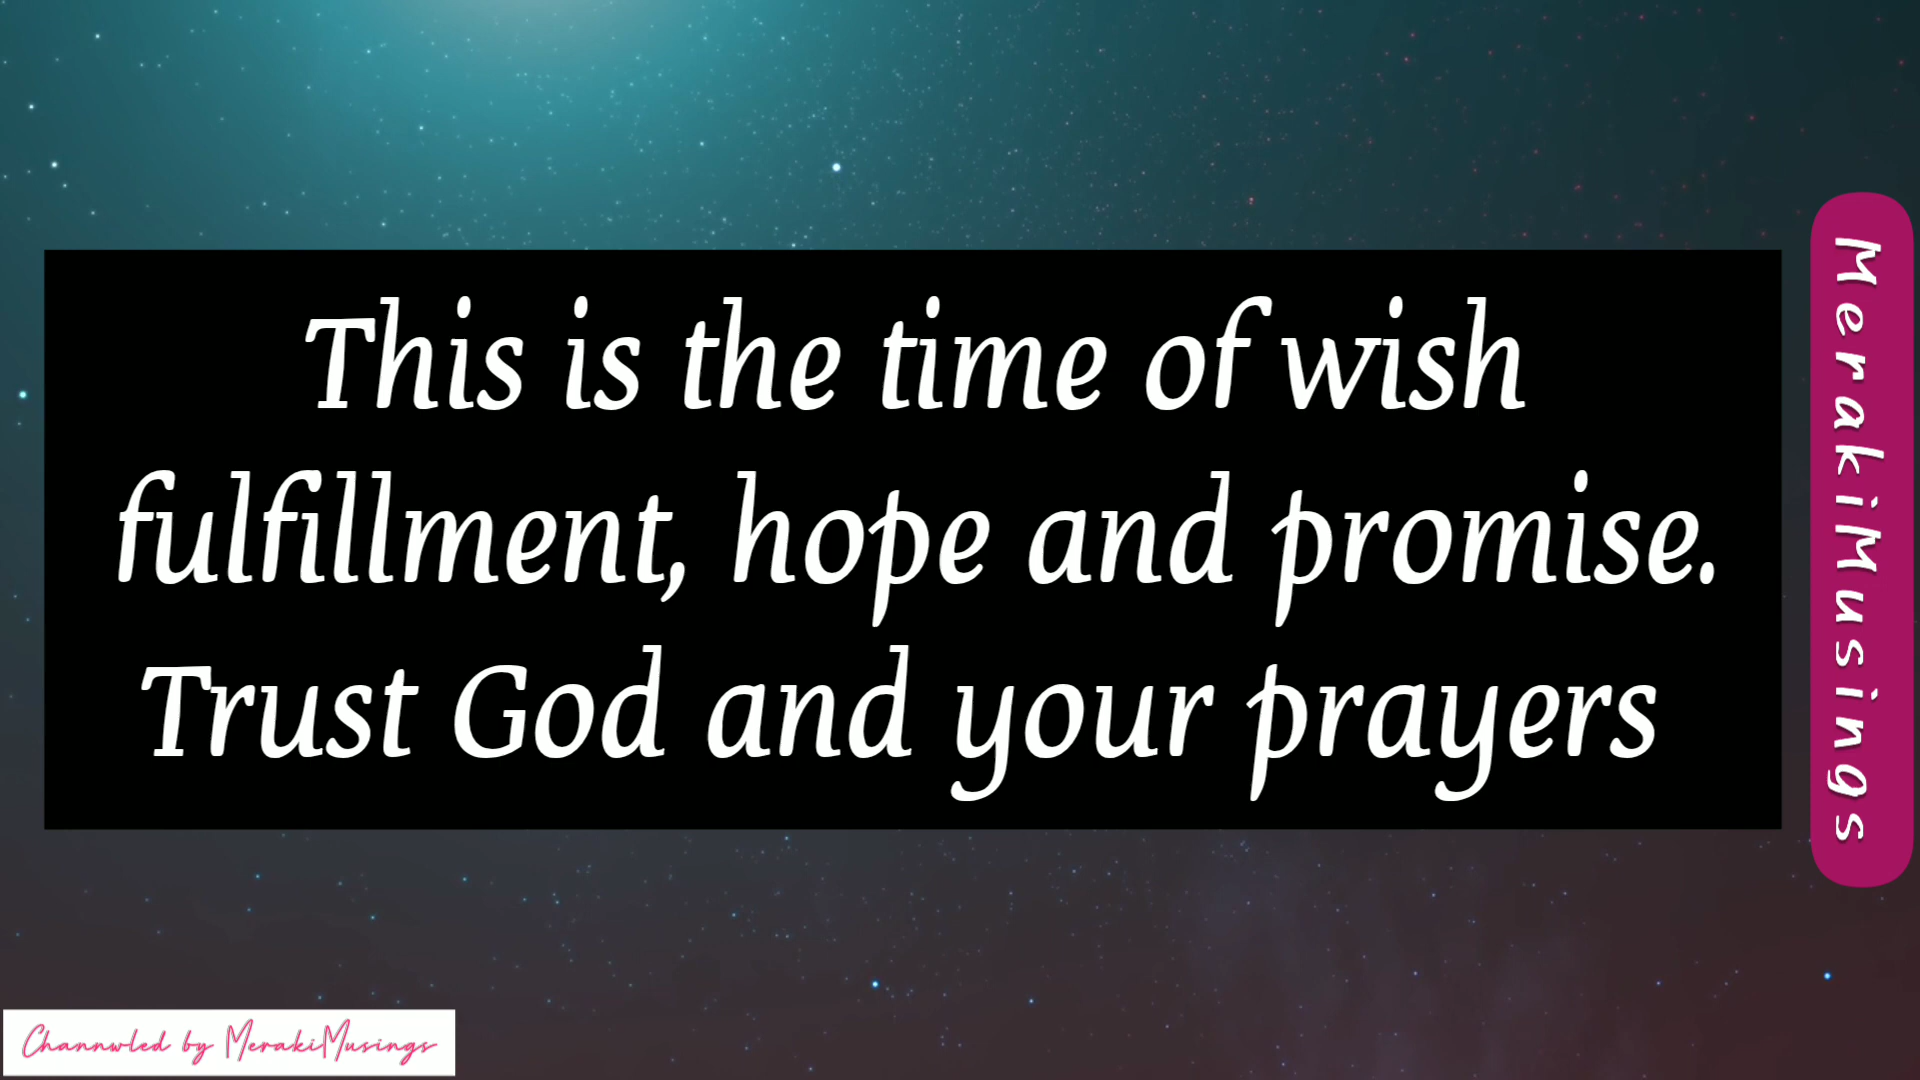 This is the time of wish
fulfillment, hope and promise.
Trust God and your prayers
MerakiMusings
Channwled by MerakiMusings